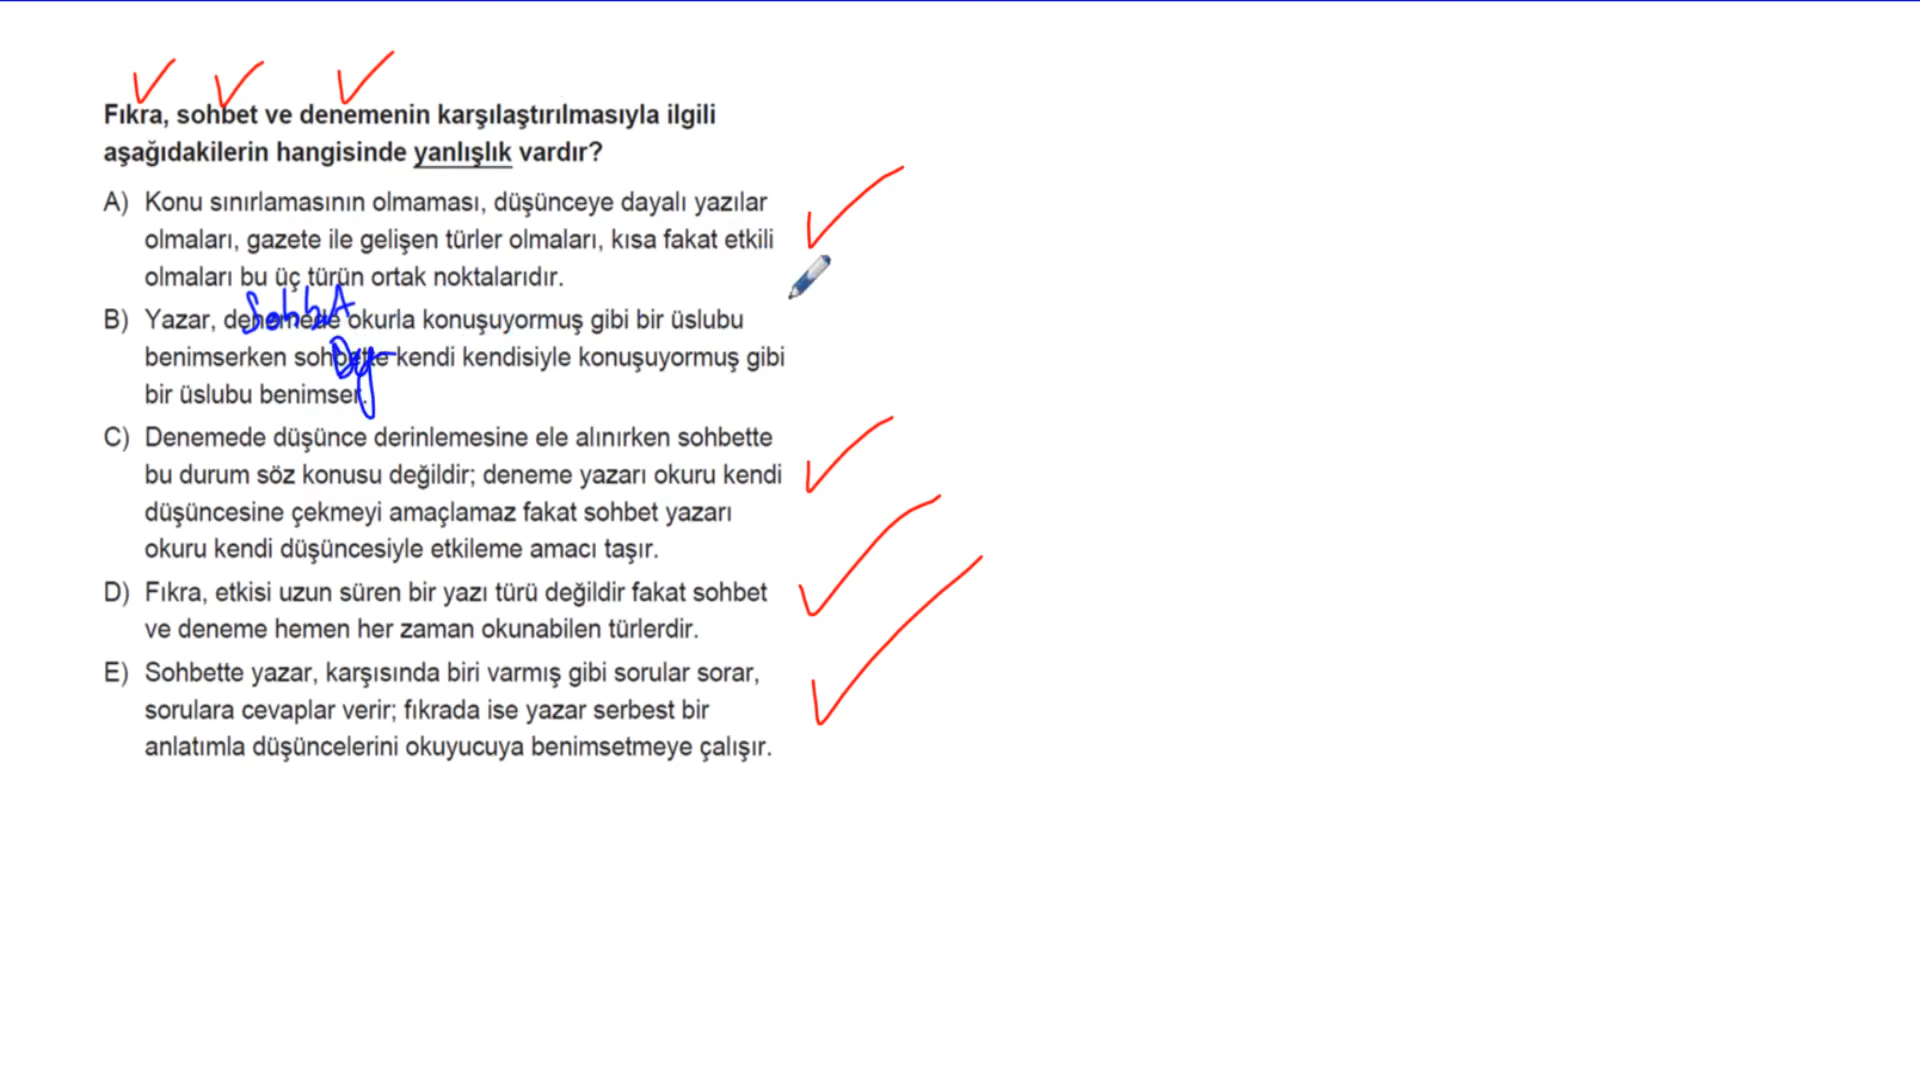 Fıkra, sohbet ve denemenin karşılaştırılmasıyla ilgili
aşağıdakilerin hangisinde yanlışlık vardır?
A) Konu sınırlamasının olmaması, düşünceye dayalı yazılar
olmaları, gazete ile gelişen türler olmaları, kısa fakat etkili
olmaları bu üç türün ortak noktalarıdır.
B) Yazar, denemede okurla konuşuyormuş gibi bir üslubu
benimserken sohbette kendi kendisiyle konuşuyormuş gibi
bir üslubu benimser.
C) Denemede düşünce derinlemesine ele alınırken sohbette
bu durum söz konusu değildir; deneme yazarı okuru kendi
düşüncesine çekmeyi amaçlamaz fakat sohbet yazarı
okuru kendi düşüncesiyle etkileme amacı taşır.
D) Fıkra, etkisi uzun süren bir yazı türü değildir fakat sohbet
ve deneme hemen her zaman okunabilen türlerdir.
E) Sohbette yazar, karşısında biri varmış gibi sorular sorar,
sorulara cevaplar verir; fıkrada ise yazar serbest bir
anlatımla düşüncelerini okuyucuya benimsetmeye çalışır.